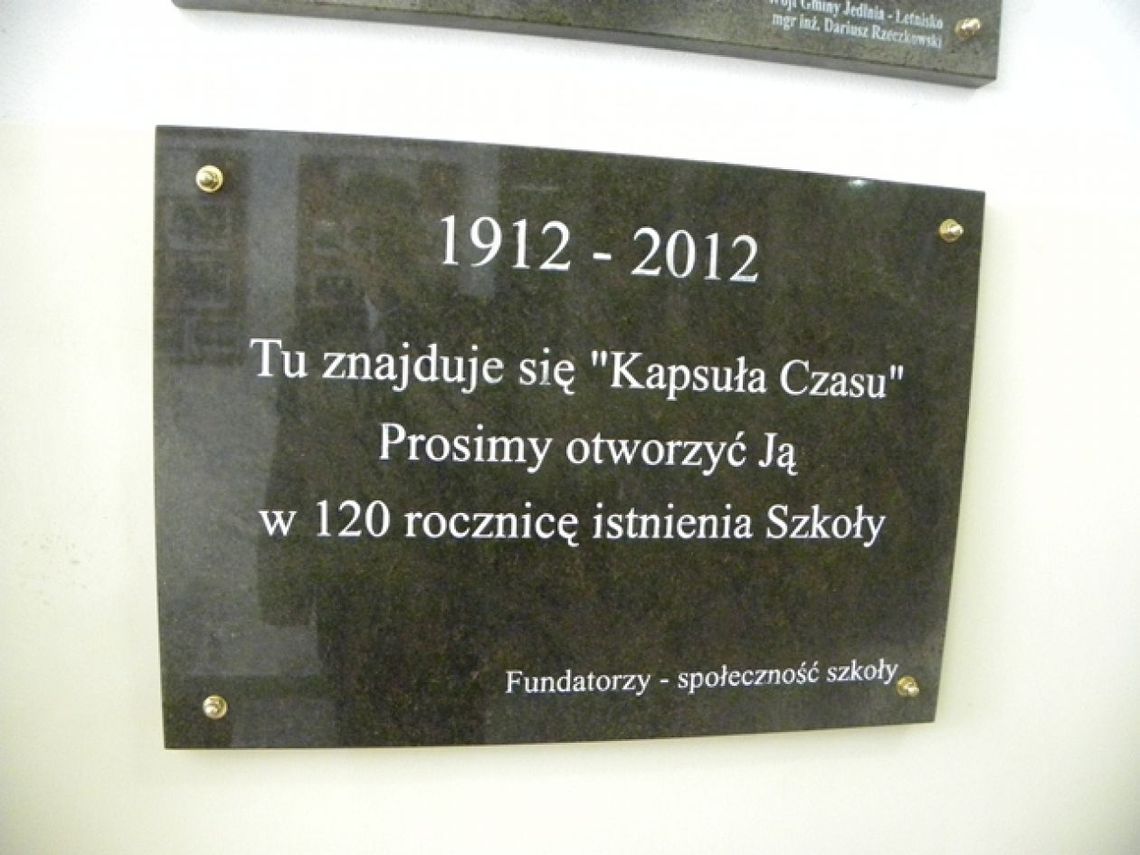 Gminy Jedlnia - Letnisko
mgr inż. Dariusz Rzeczkowski
1912 - 2012
Tu znajduje się "Kapsuła Czasu"
Prosimy otworzyć Ją
w 120 rocznicę istnienia Szkoły
Fundatorzy - społeczność szkoły